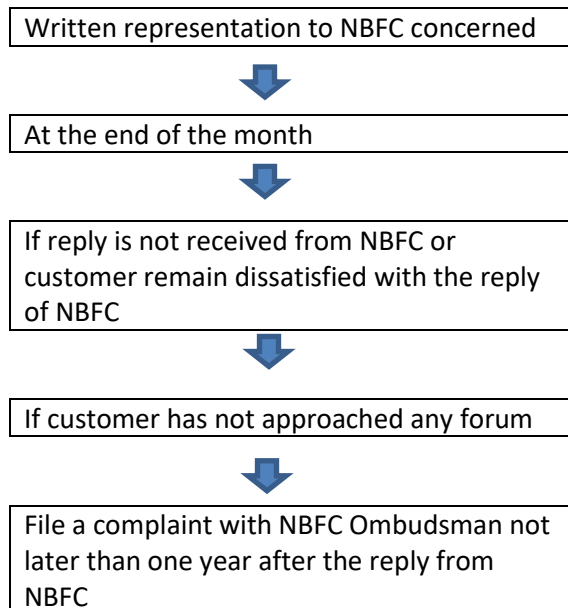 Written representation to NBFC concerned
At the end of the month
If reply is not received from NBFC or
customer remain dissatisfied with the reply
of NBFC
If customer has not approached any forum
File a complaint with NBFC Ombudsman not
later than one year after the reply from
NBFC